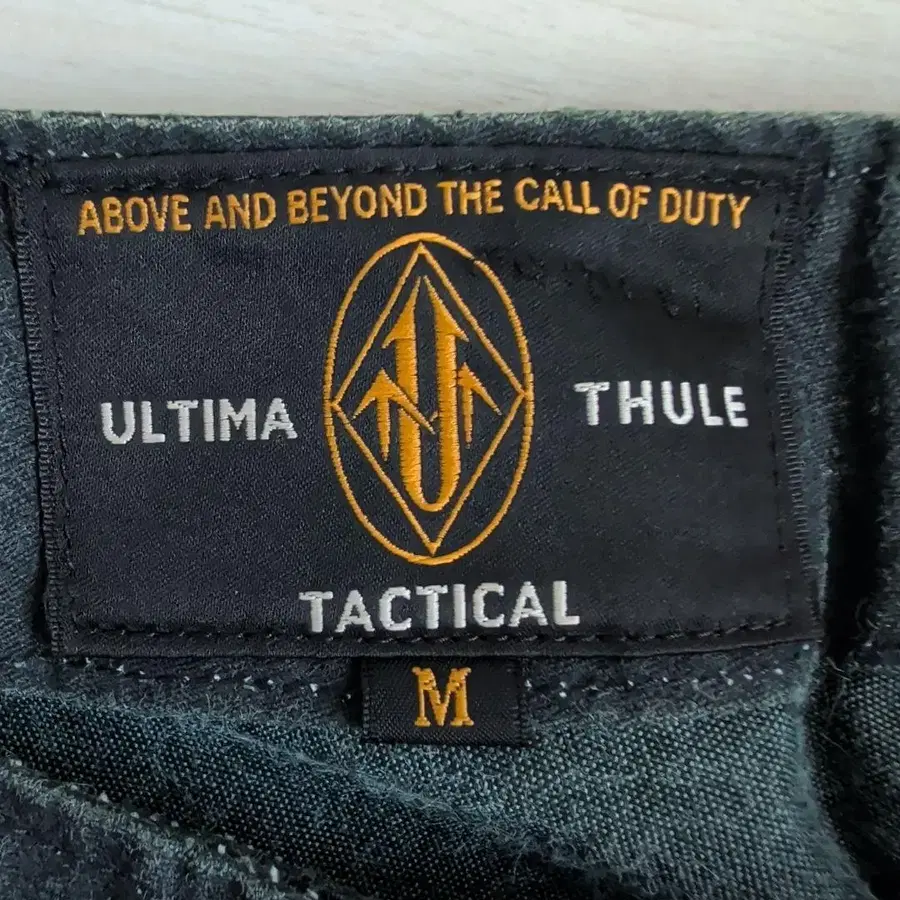 ABOVE AND BEYOND THE CALL OF DUTY
ULTIMA THULE
TACTICAL
M